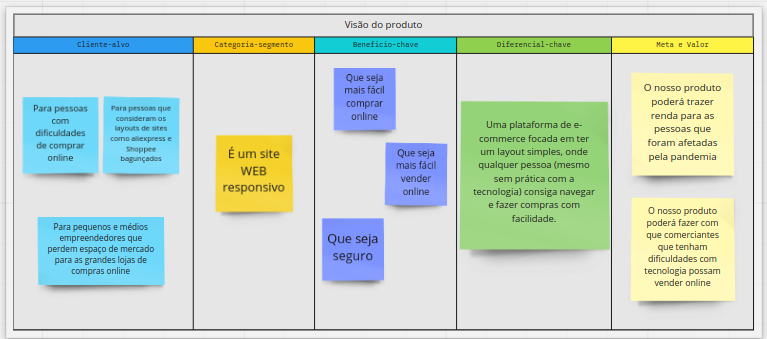 Visão do produto
Cliente-alvo
Categoria-segmento
Benefício-chave
Diferencial-chave
Meta e Valor
Para pessoas
com
dificuldades
de comprar
online
Para pessoas que
consideram os
layouts de sites
como aliexpress e
Shoppee
bagunçados
Para pequenos e médios
empreendedores que
perdem espaço de mercado
para as grandes lojas de
compras online
É um site
WEB
responsivo
Que seja
mais fácil
comprar
online
Que seja
mais fácil
vender
online
Que seja
seguro
Uma plataforma de e-
commerce focada em ter
um layout simples, onde
qualquer pessoa (mesmo
sem prática com a
tecnologia) consiga navegar
e fazer compras com
facilidade.
O nosso produto
poderá trazer
renda para as
pessoas que
foram afetadas
pela pandemia
O nosso produto
poderá fazer com
que comerciantes
que tenham
dificuldades com
tecnologia possam
vender online